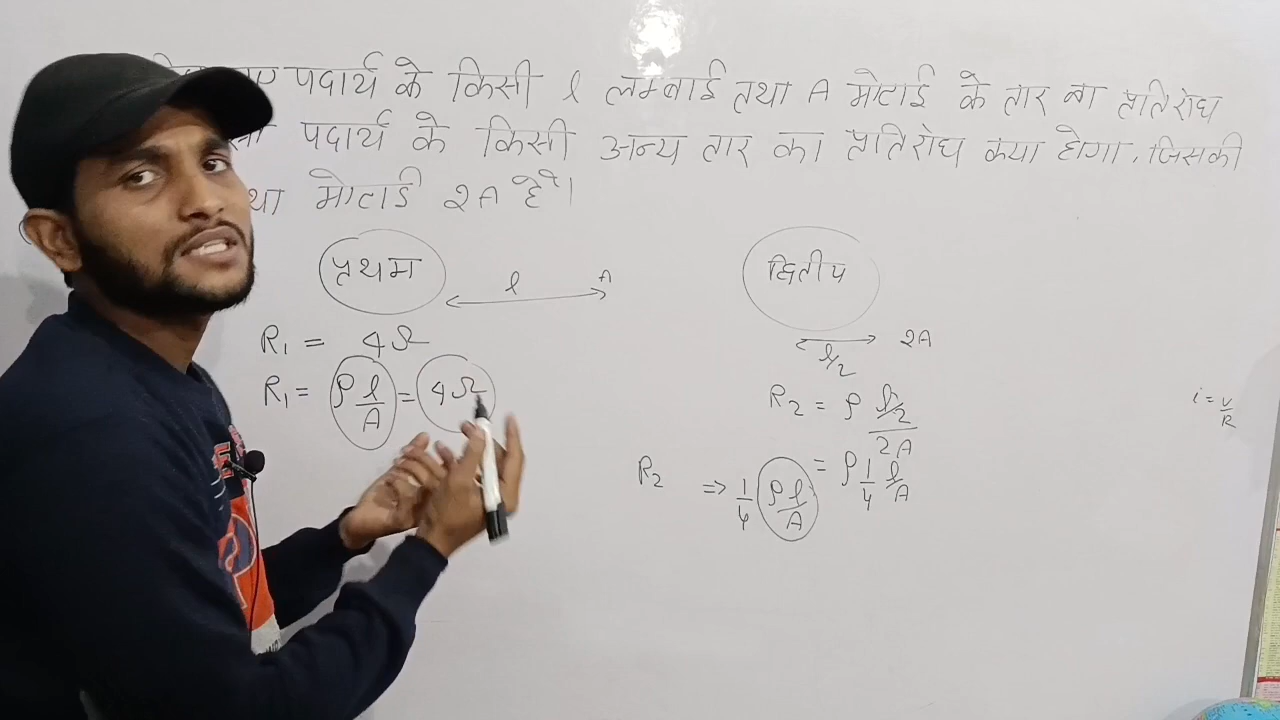 पदार्थ के किसी l लम्बाई तथा A मोटाई के तार का प्रतिरोध
पदार्थ के किसी अन्य तार का प्रतिरोध क्या होगा, जिसकी
मोटाई 2A है।
प्रथम
l A
R₁ = 4Ω
R₁ = ρ l/A = 4Ω
द्वितीय
l/2 2A
R₂ = ρ (l/2)/2A
= ρ 1/4 l/A
R₂ ⇒ 1/4 ρ l/A
i = V/R